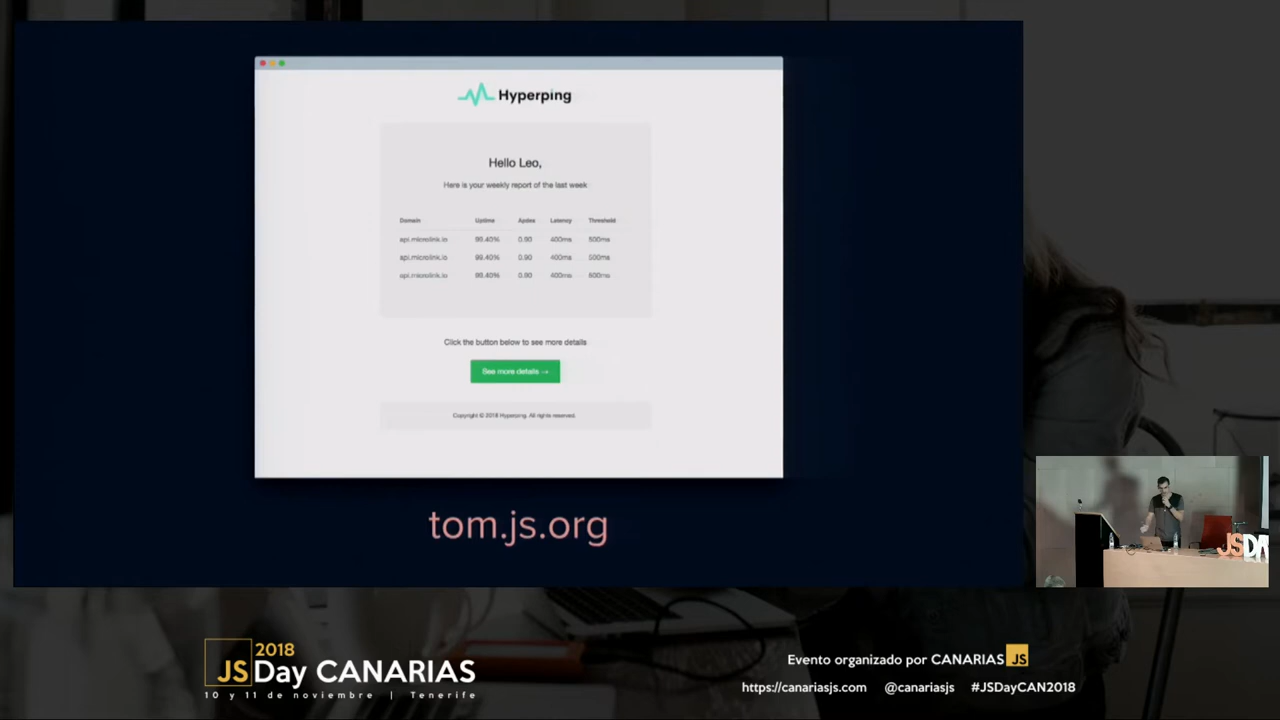 Hyperping
Hello Leo,
Here is your weekly report of the last week
Domain Uptime Apdex Latency Threshold
api.microlink.io 99.40% 0.90 400ms 500ms
api.microlink.io 99.40% 0.90 400ms 500ms
api.microlink.io 99.40% 0.90 400ms 500ms
Click the button below to see more details
See more details →
Copyright © 2018 Hyperping. All rights reserved.
tom.js.org
JSDA
2018
JSDay CANARIAS
10 y 11 de noviembre | Tenerife
Evento organizado por CANARIAS JS
https://canariasjs.com @canariasjs #JSDayCAN2018